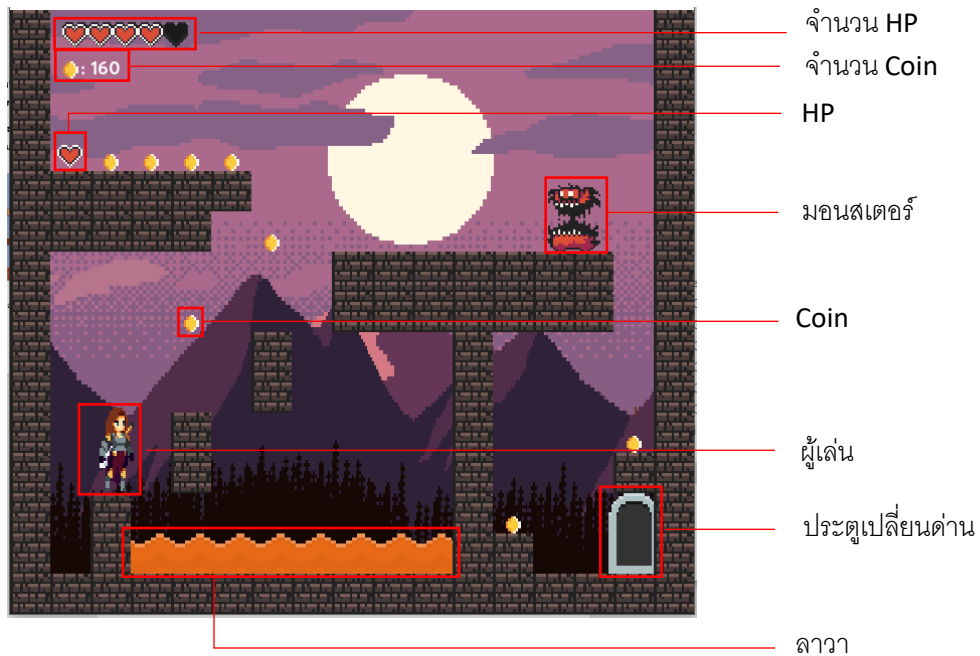 จำนวน HP
: 160
จำนวน Coin
HP
มอนสเตอร์
Coin
ผู้เล่น
ประตูเปลี่ยนด่าน
ลาวา